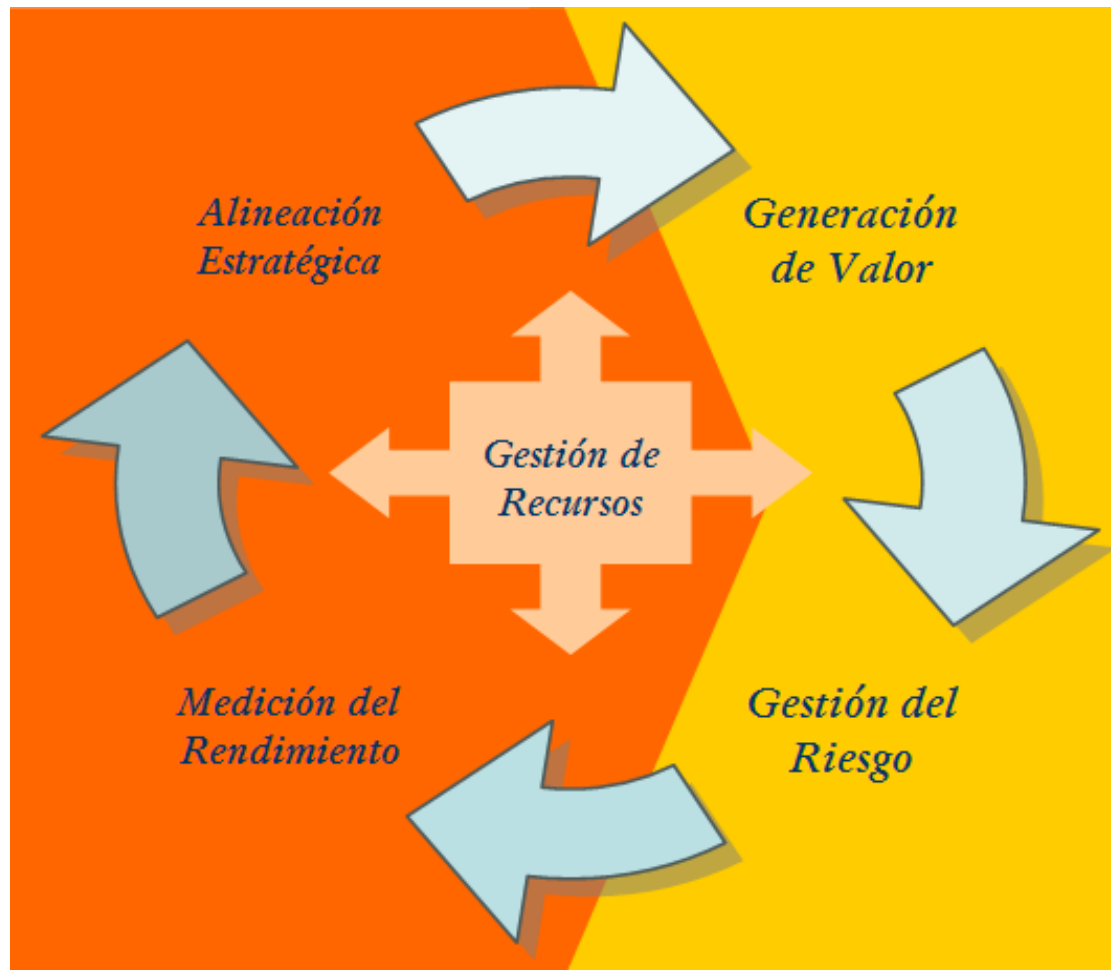 Alineación
Estratégica
Generación
de Valor
Gestión de
Recursos
Medición del
Rendimiento
Gestión del
Riesgo